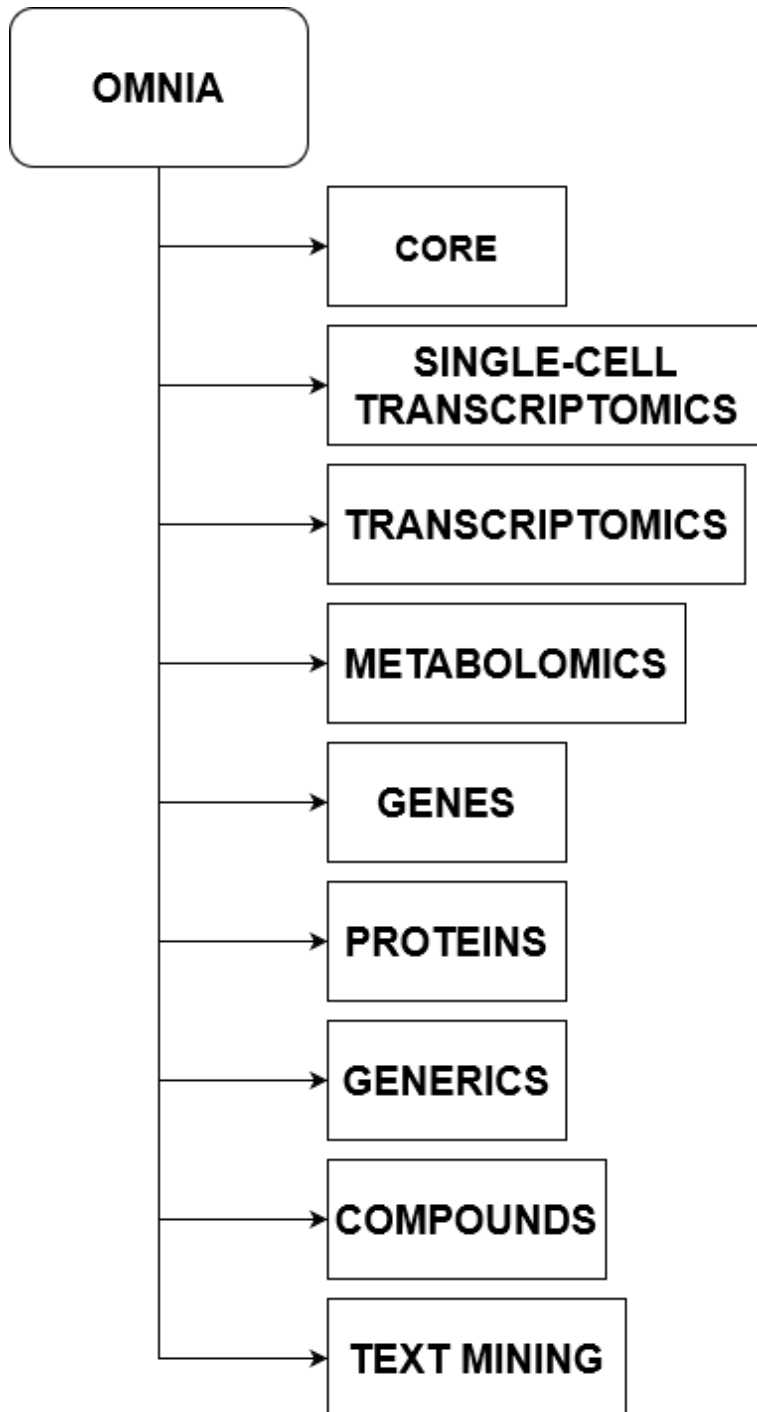 OMNIA
CORE
SINGLE-CELL
TRANSCRIPTOMICS
TRANSCRIPTOMICS
METABOLOMICS
GENES
PROTEINS
GENERICS
COMPOUNDS
TEXT MINING